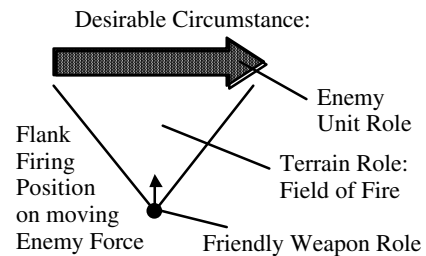 Desirable Circumstance:
Enemy
Unit Role
Flank
Firing
Position
on moving
Enemy Force
Terrain Role:
Field of Fire
Friendly Weapon Role